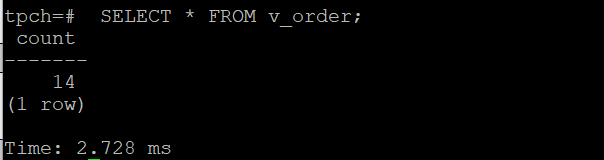 tpch=#  SELECT * FROM v_order;
 count
-------
    14
(1 row)

Time: 2.728 ms